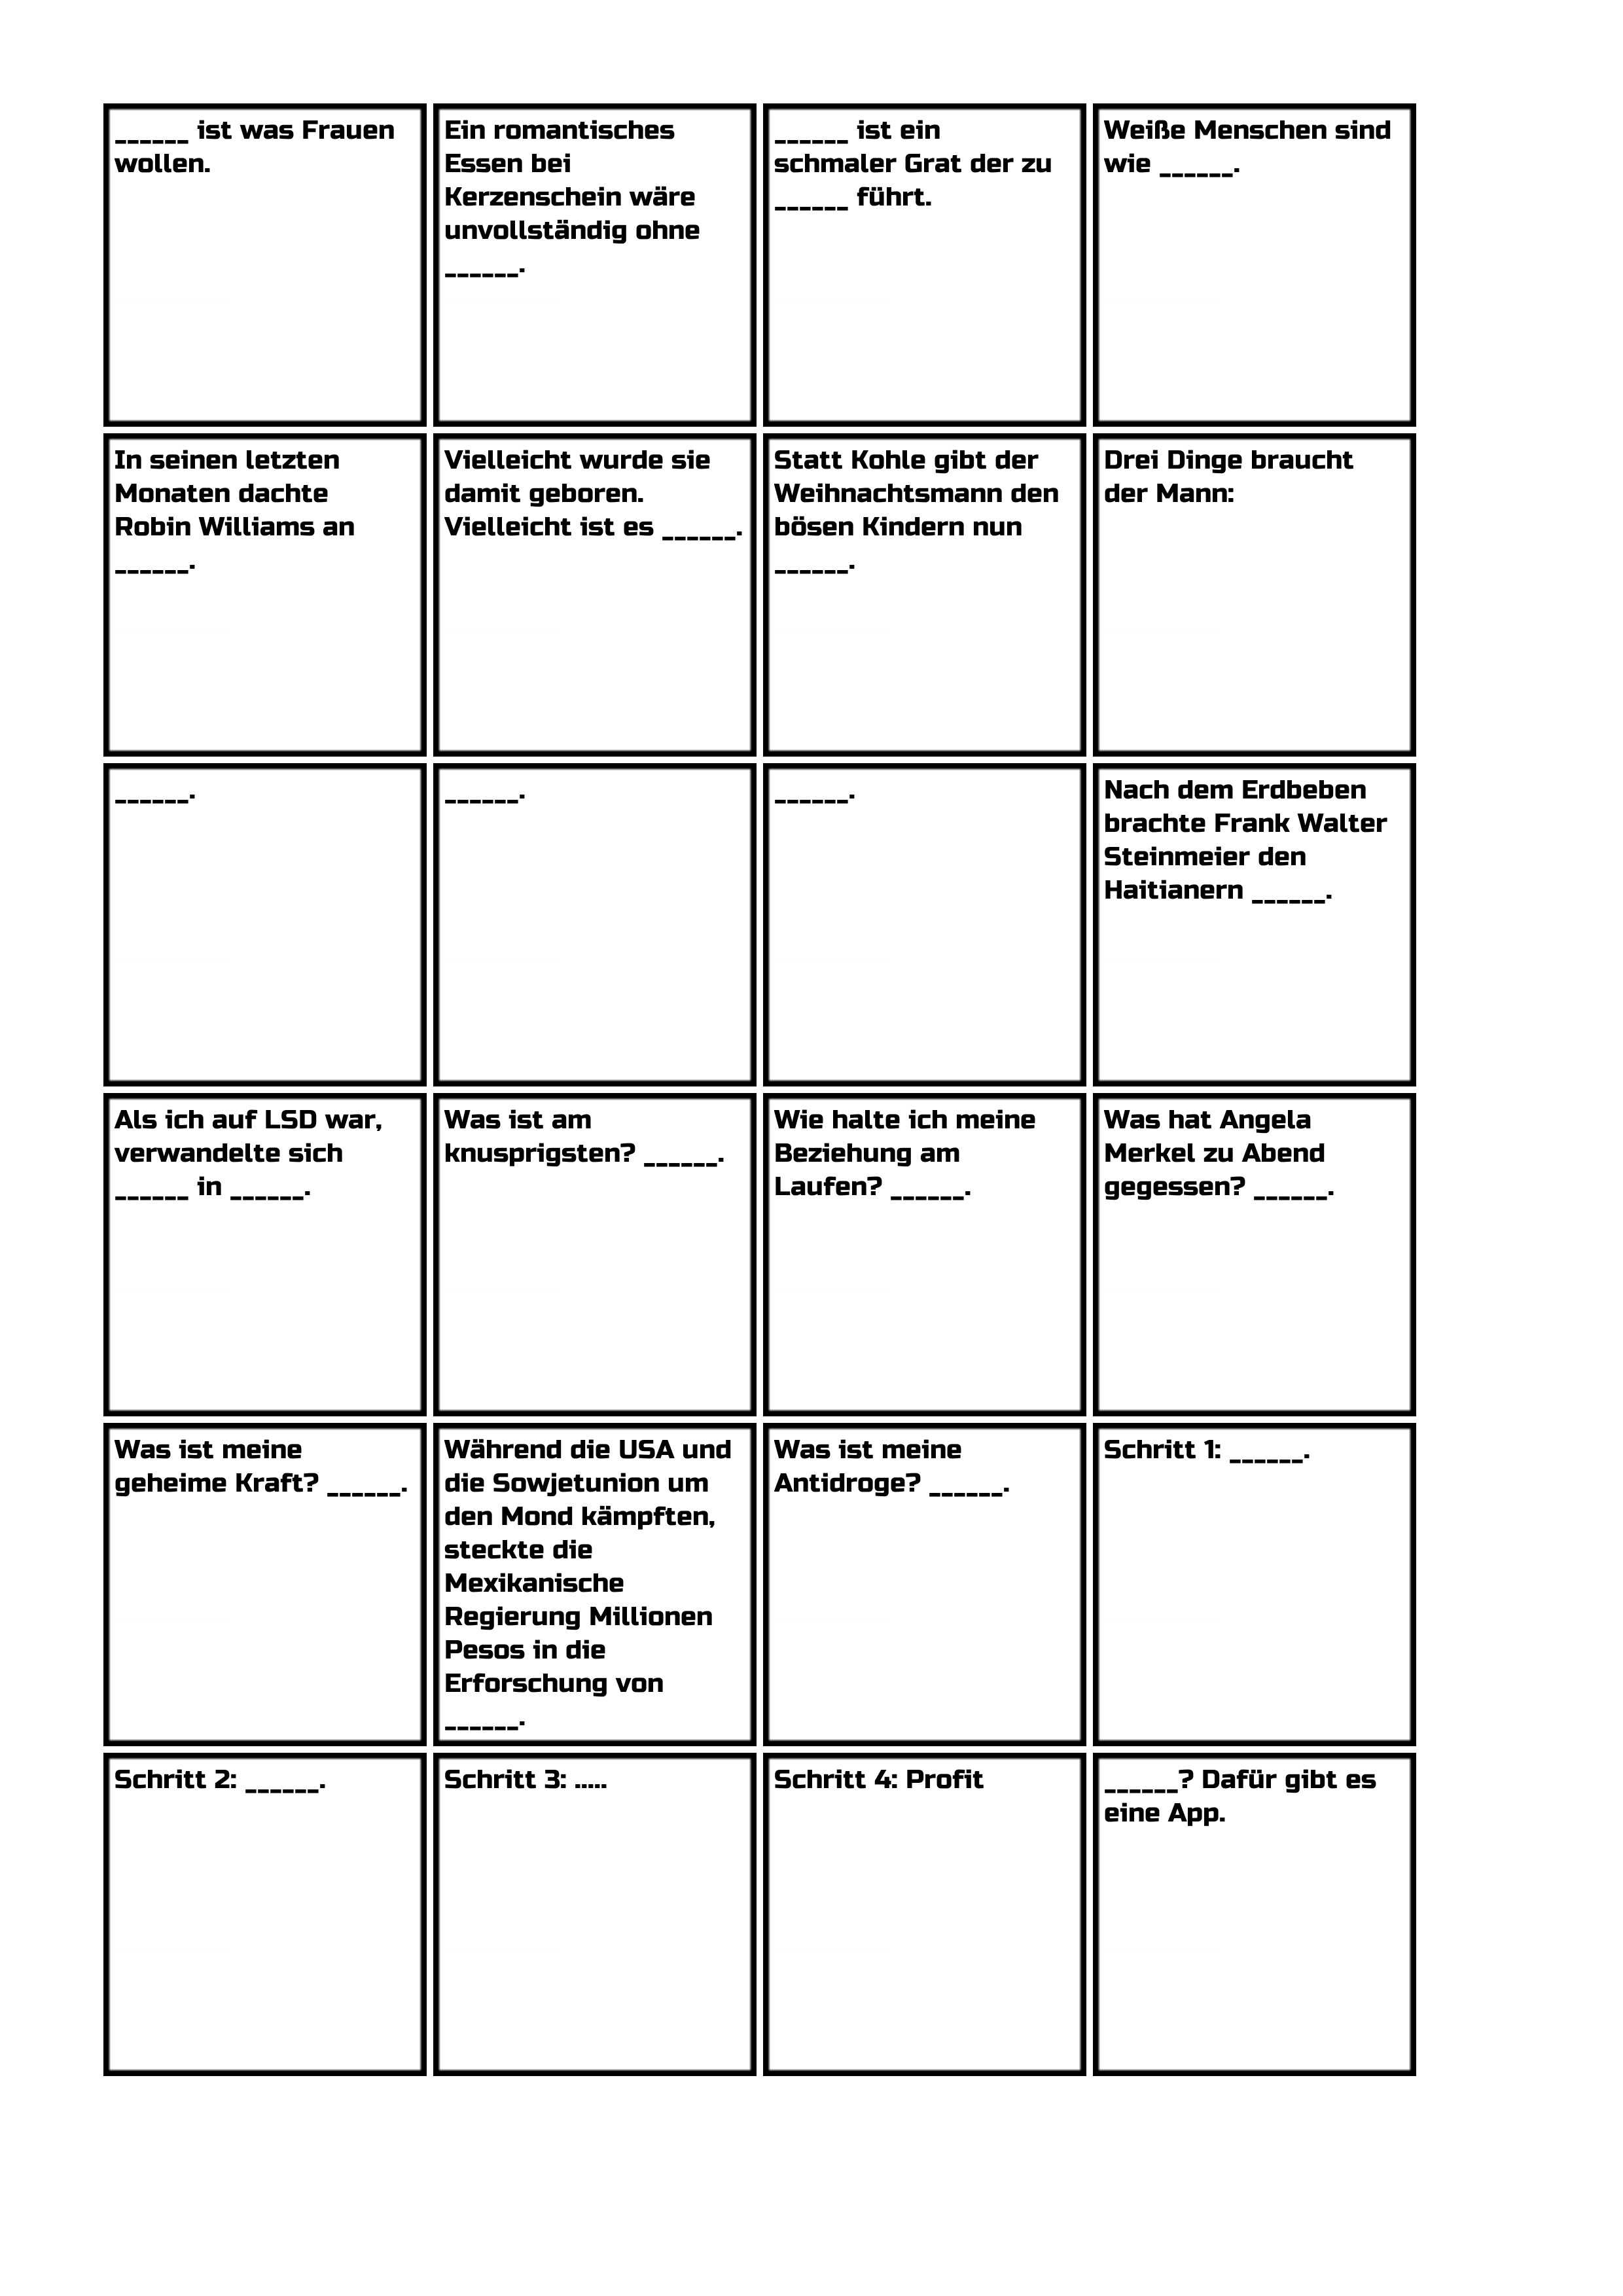 ______ ist was Frauen
wollen.
Ein romantisches
Essen bei
Kerzenschein wäre
unvollständig ohne
______.
______ ist ein
schmaler Grat der zu
______ führt.
Weiße Menschen sind
wie ______.
In seinen letzten
Monaten dachte
Robin Williams an
______.
Vielleicht wurde sie
damit geboren.
Vielleicht ist es ______.
Statt Kohle gibt der
Weihnachtsmann den
bösen Kindern nun
______.
Drei Dinge braucht
der Mann:
______.
______.
______.
Nach dem Erdbeben
brachte Frank Walter
Steinmeier den
Haitianern ______.
Als ich auf LSD war,
verwandelte sich
______ in ______.
Was ist am
knusprigsten? ______.
Wie halte ich meine
Beziehung am
Laufen? ______.
Was hat Angela
Merkel zu Abend
gegessen? ______.
Was ist meine
geheime Kraft? ______.
Während die USA und
die Sowjetunion um
den Mond kämpften,
steckte die
Mexikanische
Regierung Millionen
Pesos in die
Erforschung von
______.
Was ist meine
Antidroge? ______.
Schritt 1: ______.
Schritt 2: ______.
Schritt 3: .....
Schritt 4: Profit
______? Dafür gibt es
eine App.